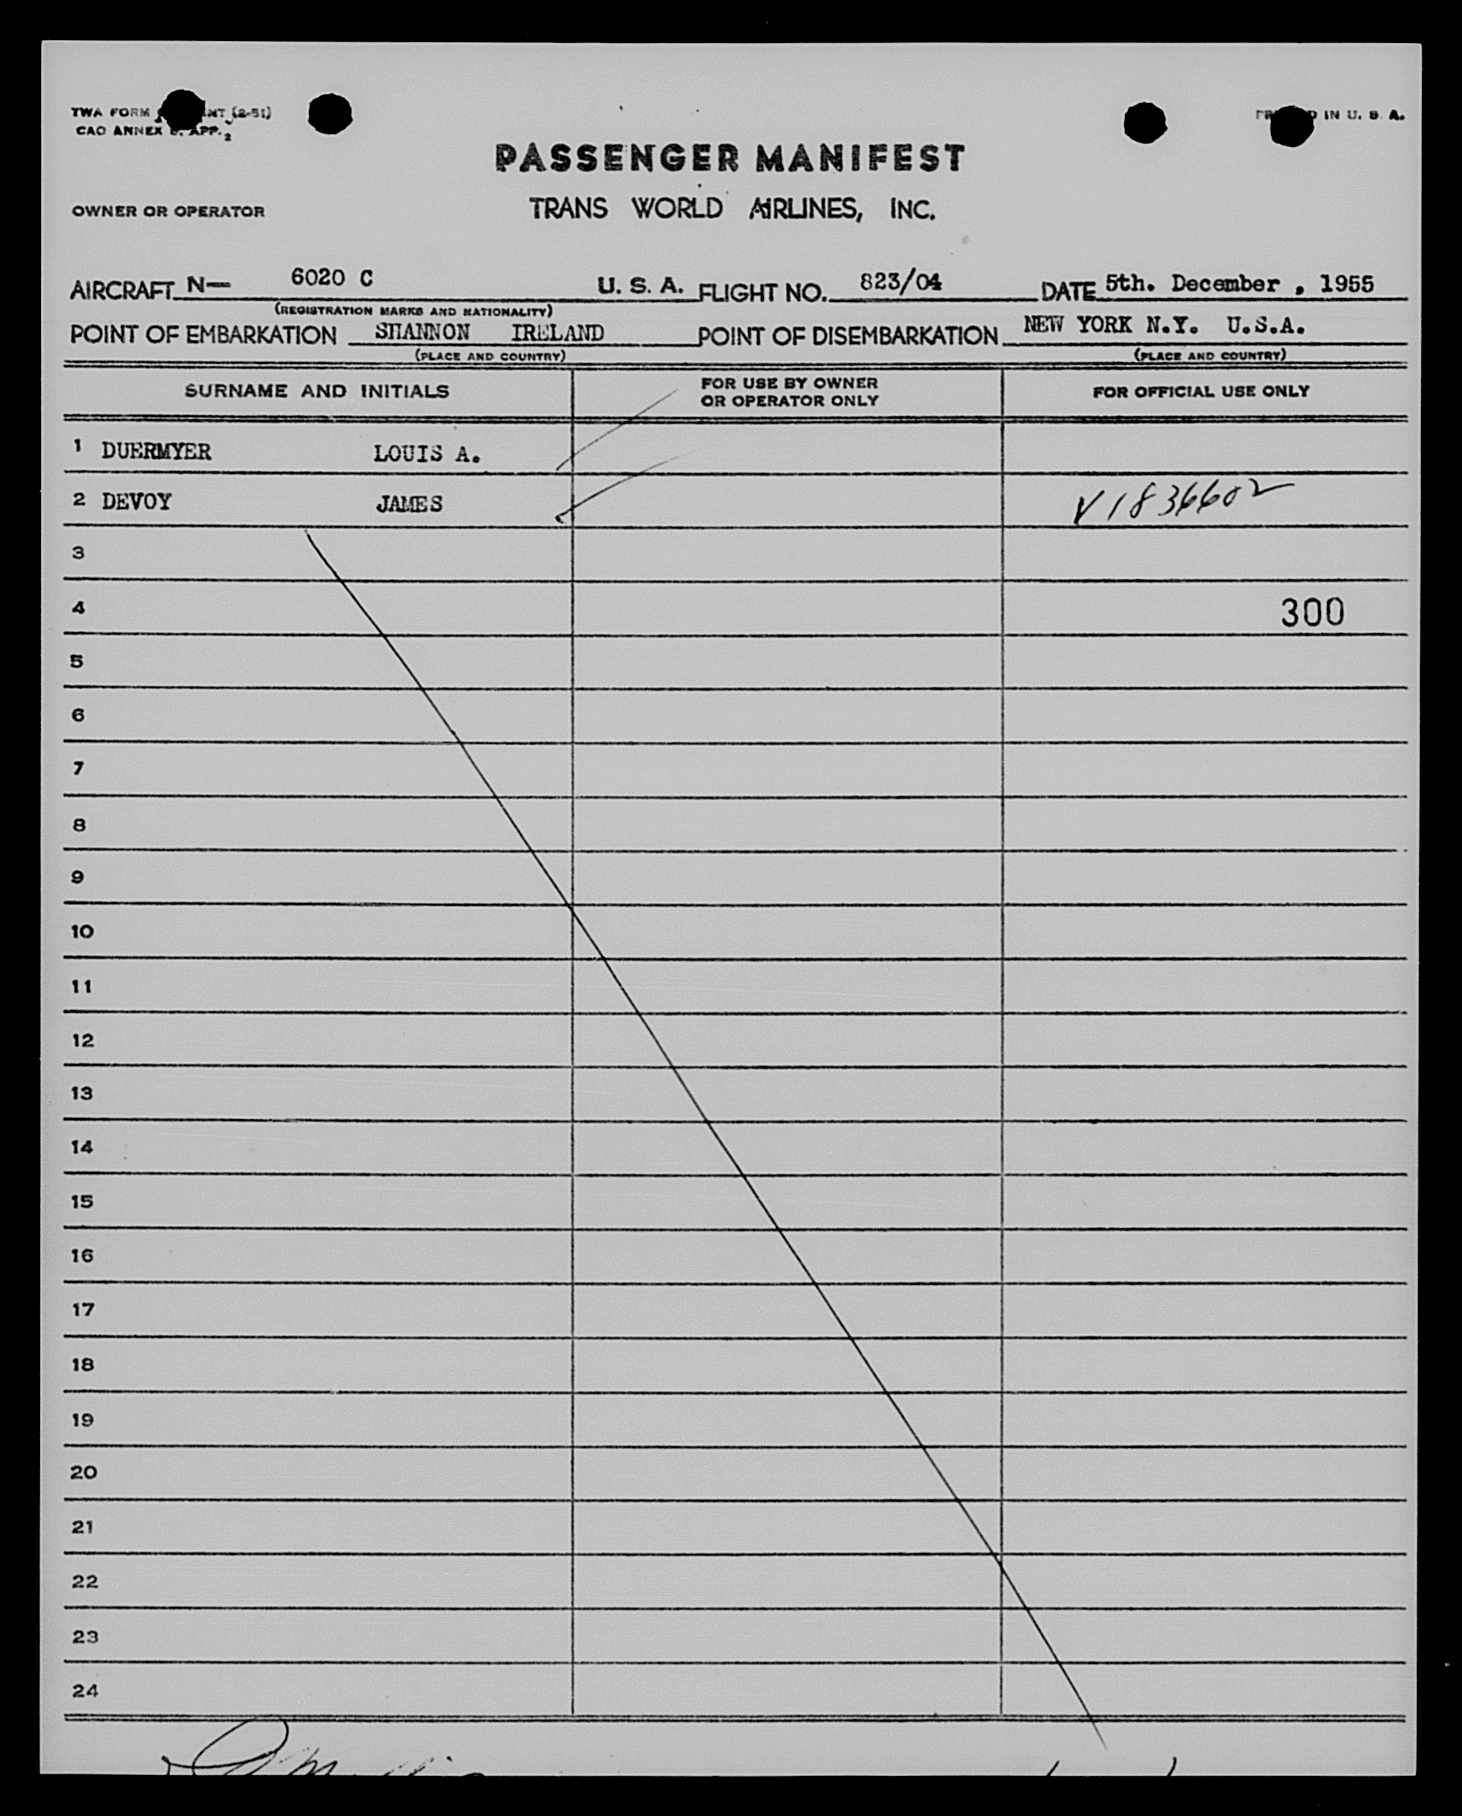 TWA FORM
CAO ANNEX 9. APP. 2
IN U. S. A.
PASSENGER MANIFEST
OWNER OR OPERATOR TRANS WORLD AIRLINES, INC.
AIRCRAFT N— 6020 C U. S. A. FLIGHT NO. 823/04 DATE 5th. December , 1955
(REGISTRATION MARKS AND NATIONALITY)
POINT OF EMBARKATION SHANNON IRELAND POINT OF DISEMBARKATION NEW YORK N.Y. U.S.A.
(PLACE AND COUNTRY) (PLACE AND COUNTRY)
SURNAME AND INITIALS FOR USE BY OWNER OR OPERATOR ONLY FOR OFFICIAL USE ONLY
1 DUERMYER LOUIS A.
2 DEVOY JAMES V1836602
3
4 300
5
6
7
8
9
10
11
12
13
14
15
16
17
18
19
20
21
22
23
24